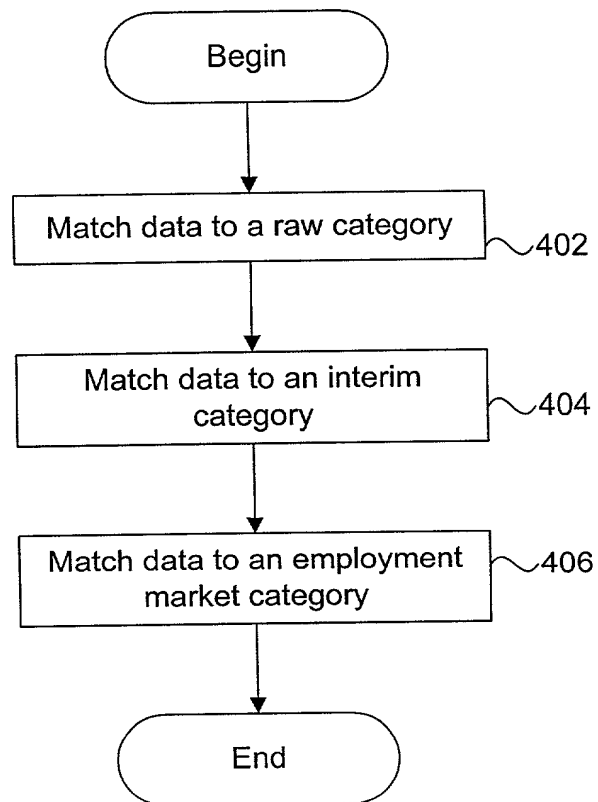 Begin
Match data to a raw category
402
Match data to an interim
category
404
Match data to an employment
market category
406
End